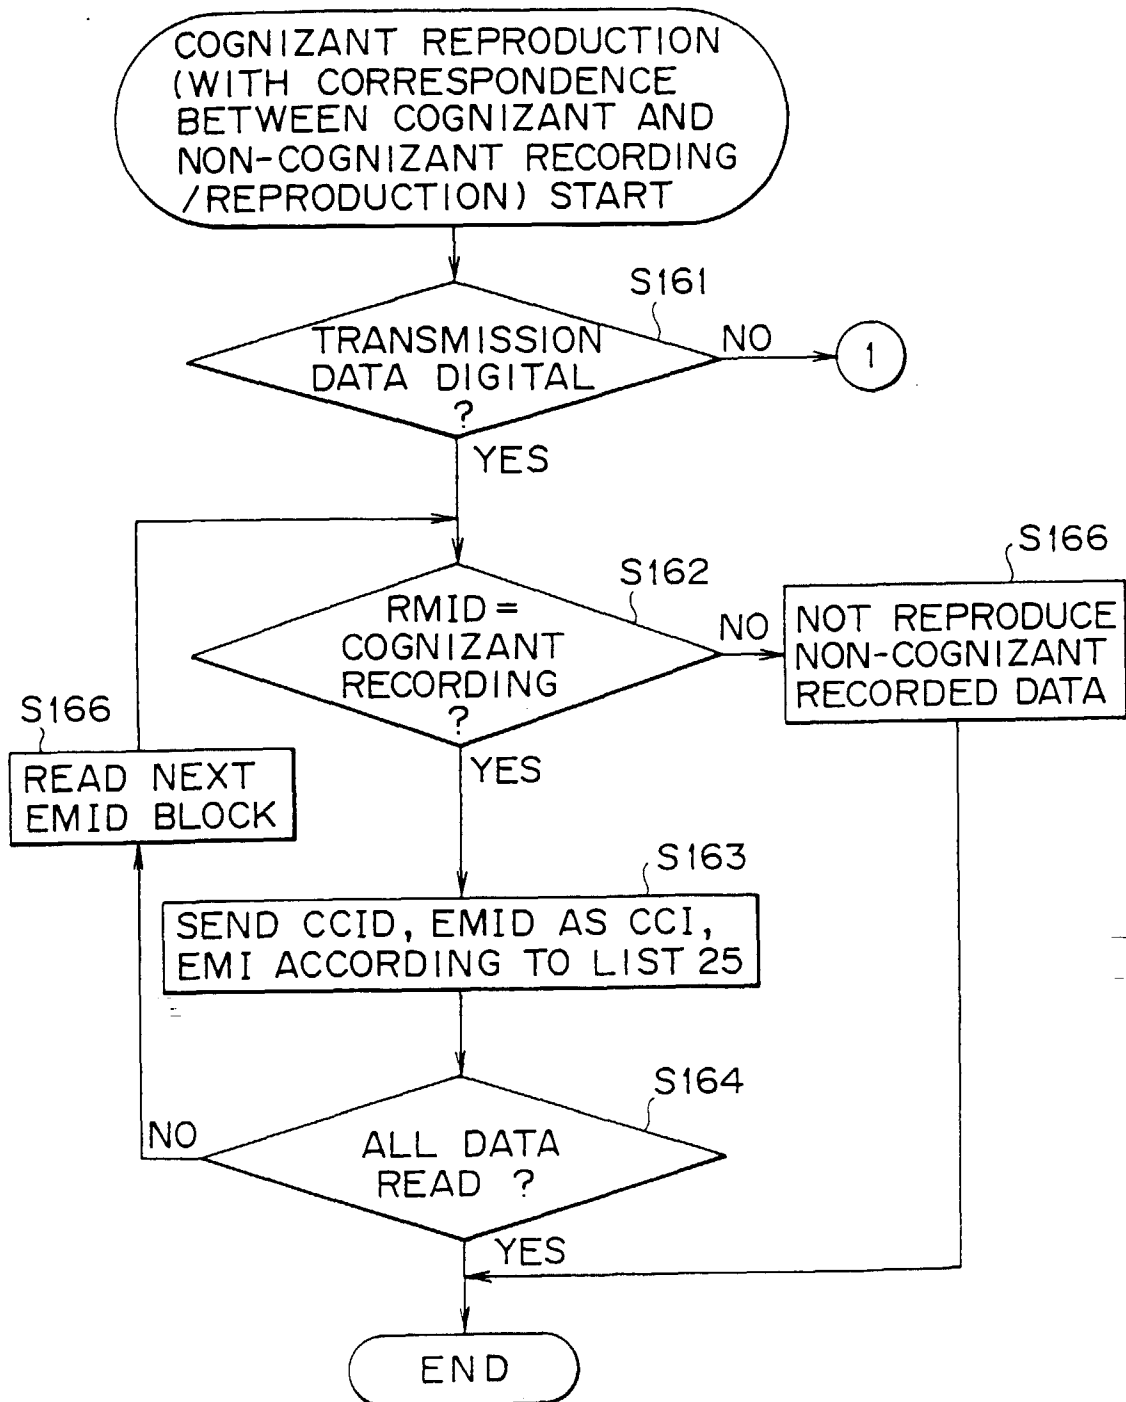 COGNIZANT REPRODUCTION
(WITH CORRESPONDENCE
BETWEEN COGNIZANT AND
NON-COGNIZANT RECORDING
/REPRODUCTION) START
S161
TRANSMISSION
DATA DIGITAL
?
NO
1
YES
S162
RMID=
COGNIZANT
RECORDING
?
NO
S166
NOT REPRODUCE
NON-COGNIZANT
RECORDED DATA
YES
S166
READ NEXT
EMID BLOCK
S163
SEND CCID, EMID AS CCI,
EMI ACCORDING TO LIST 25
S164
ALL DATA
READ ?
NO
YES
END